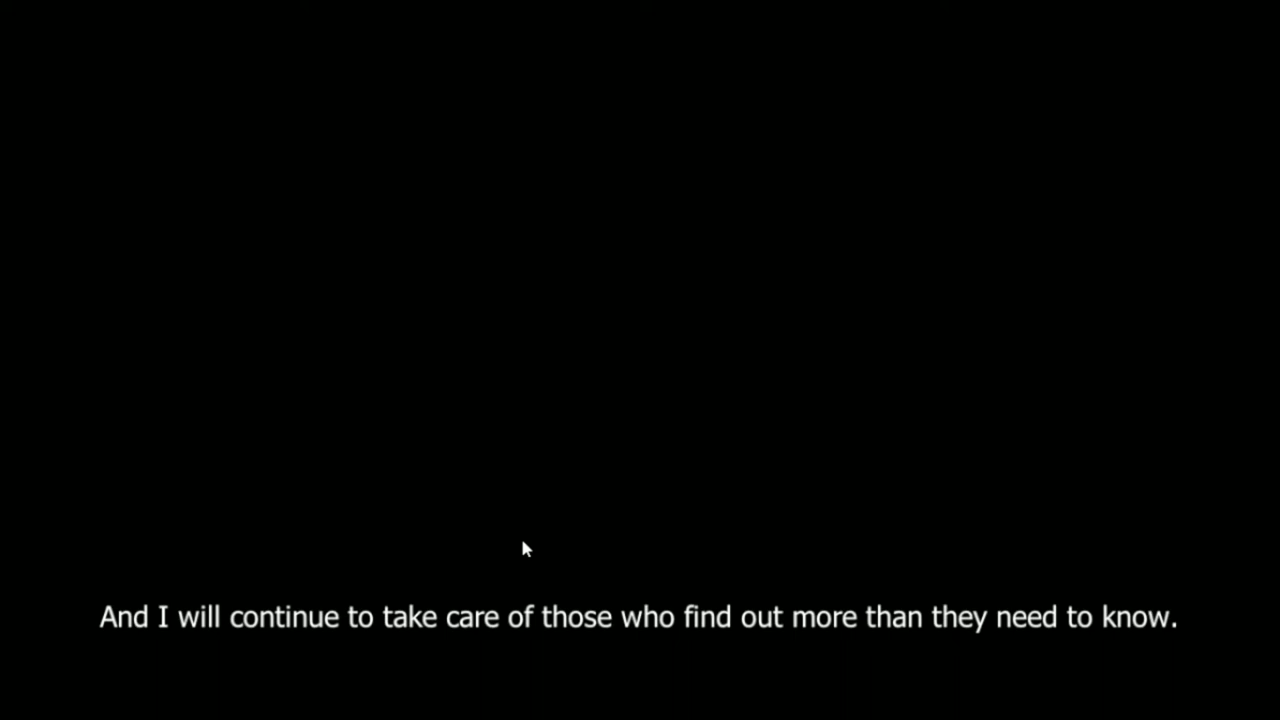 And I will continue to take care of those who find out more than they need to know.